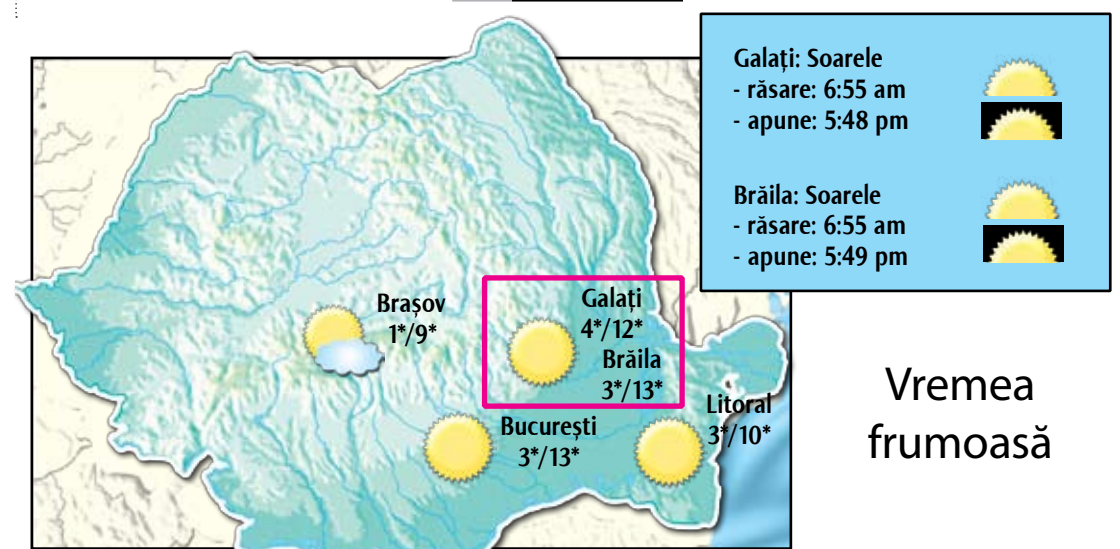 Galați: Soarele
- răsare: 6:55 am
- apune: 5:48 pm
Brăila: Soarele
- răsare: 6:55 am
- apune: 5:49 pm
Brașov
1*/9*
Galați
4*/12*
Brăila
3*/13*
București
3*/13*
Litoral
3*/10*
Vremea
frumoasă